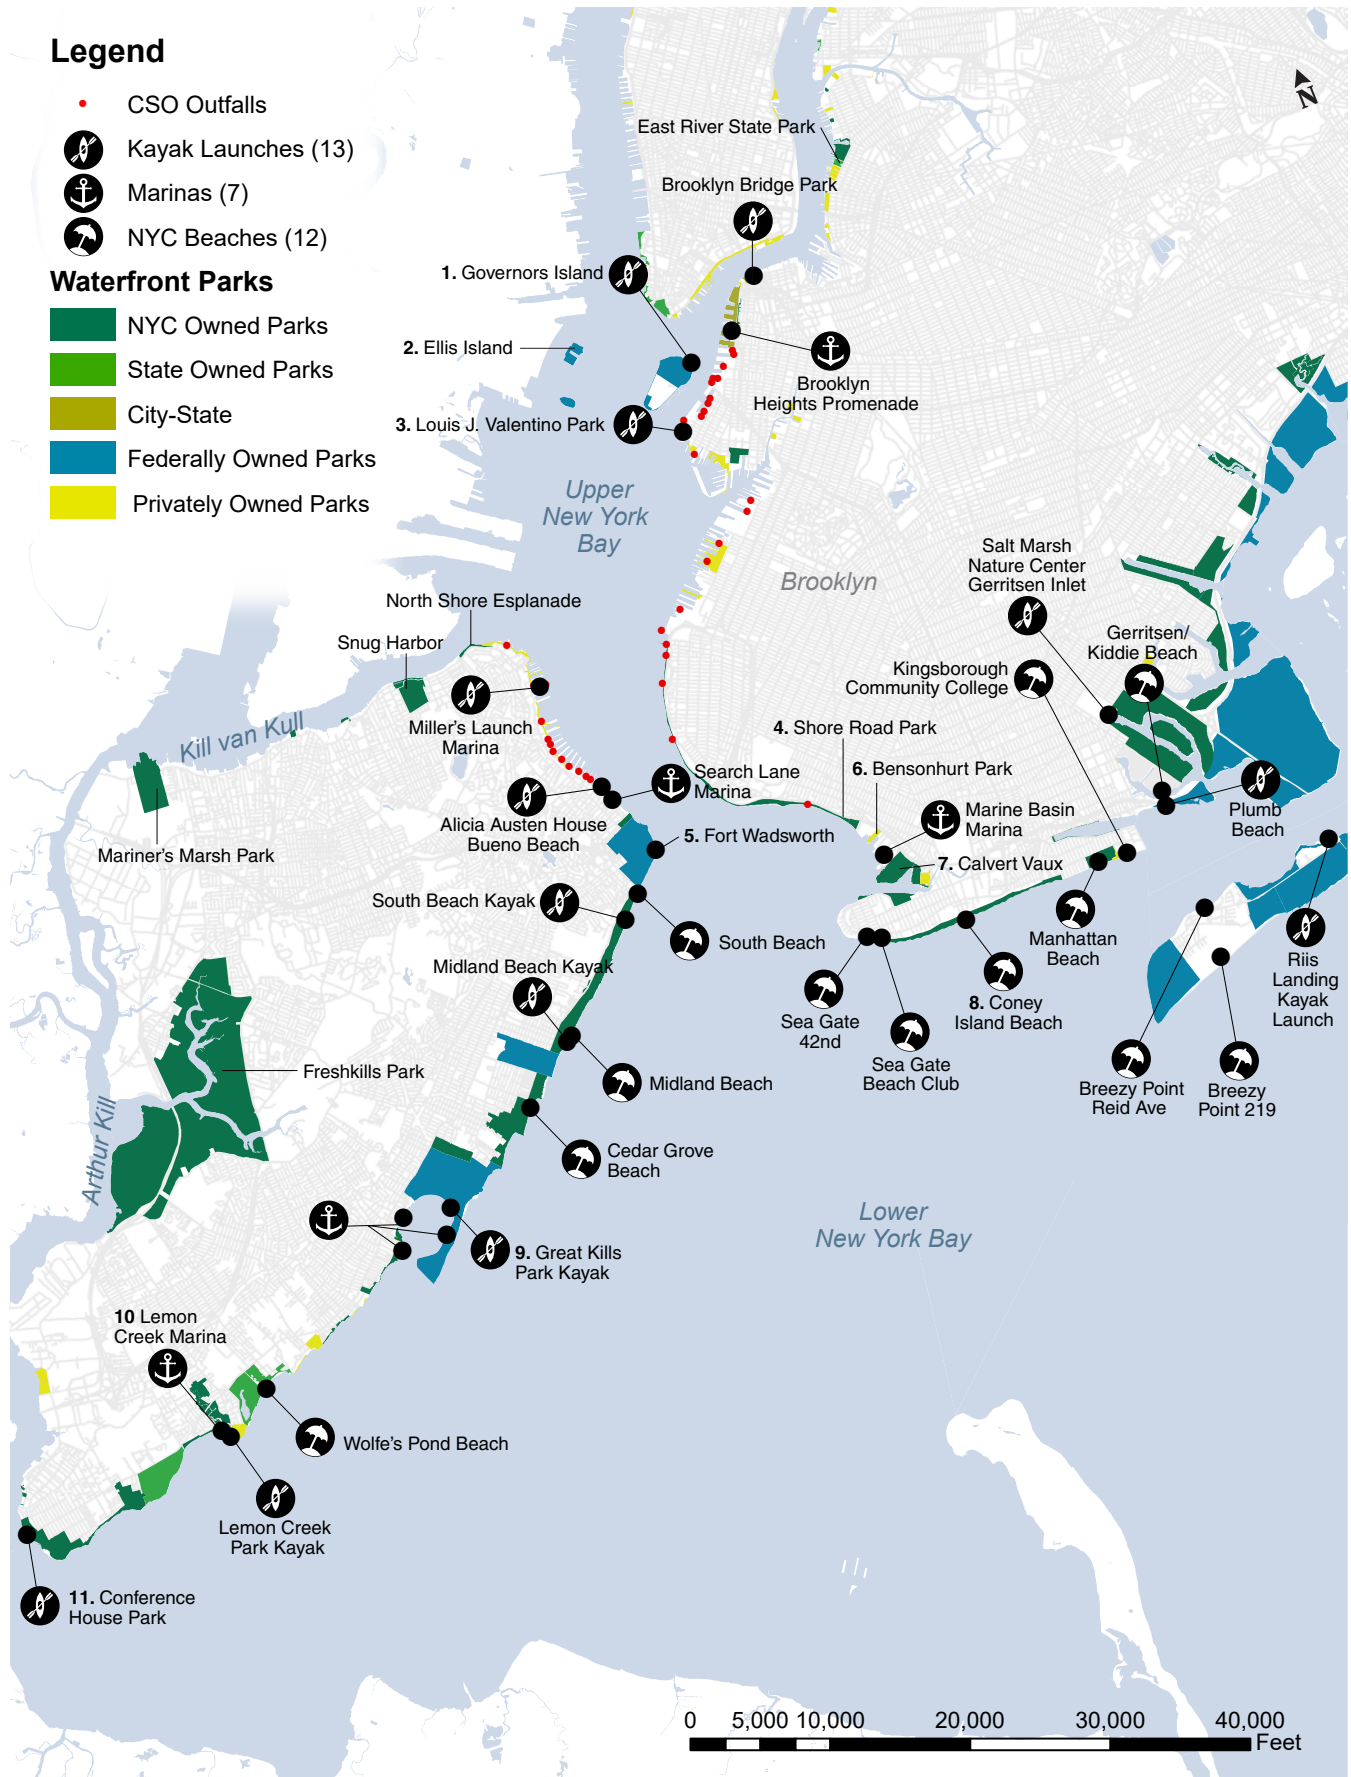 Legend
CSO Outfalls
Kayak Launches (13)
Marinas (7)
NYC Beaches (12)
Waterfront Parks
NYC Owned Parks
State Owned Parks
City-State
Federally Owned Parks
Privately Owned Parks
N
East River State Park
Brooklyn Bridge Park
1. Governors Island
2. Ellis Island
Brooklyn
Heights Promenade
3. Louis J. Valentino Park
Upper
New York
Bay
Brooklyn
Salt Marsh
Nature Center
Gerritsen Inlet
North Shore Esplanade
Snug Harbor
Gerritsen/
Kiddie Beach
Kingsborough
Community College
Kill van Kull
Miller's Launch
Marina
4. Shore Road Park
6. Bensonhurt Park
Search Lane
Marina
Marine Basin
Marina
Plumb
Beach
Alicia Austen House
Bueno Beach
5. Fort Wadsworth
Mariner's Marsh Park
7. Calvert Vaux
South Beach Kayak
South Beach
Manhattan
Beach
Riis
Landing
Kayak
Launch
Midland Beach Kayak
8. Coney
Island Beach
Sea Gate
42nd
Sea Gate
Beach Club
Midland Beach
Breezy Point
Reid Ave
Breezy
Point 219
Freshkills Park
Arthur Kill
Cedar Grove
Beach
Lower
New York Bay
9. Great Kills
Park Kayak
10 Lemon
Creek Marina
Wolfe's Pond Beach
Lemon Creek
Park Kayak
11. Conference
House Park
0 5,000 10,000 20,000 30,000 40,000
Feet